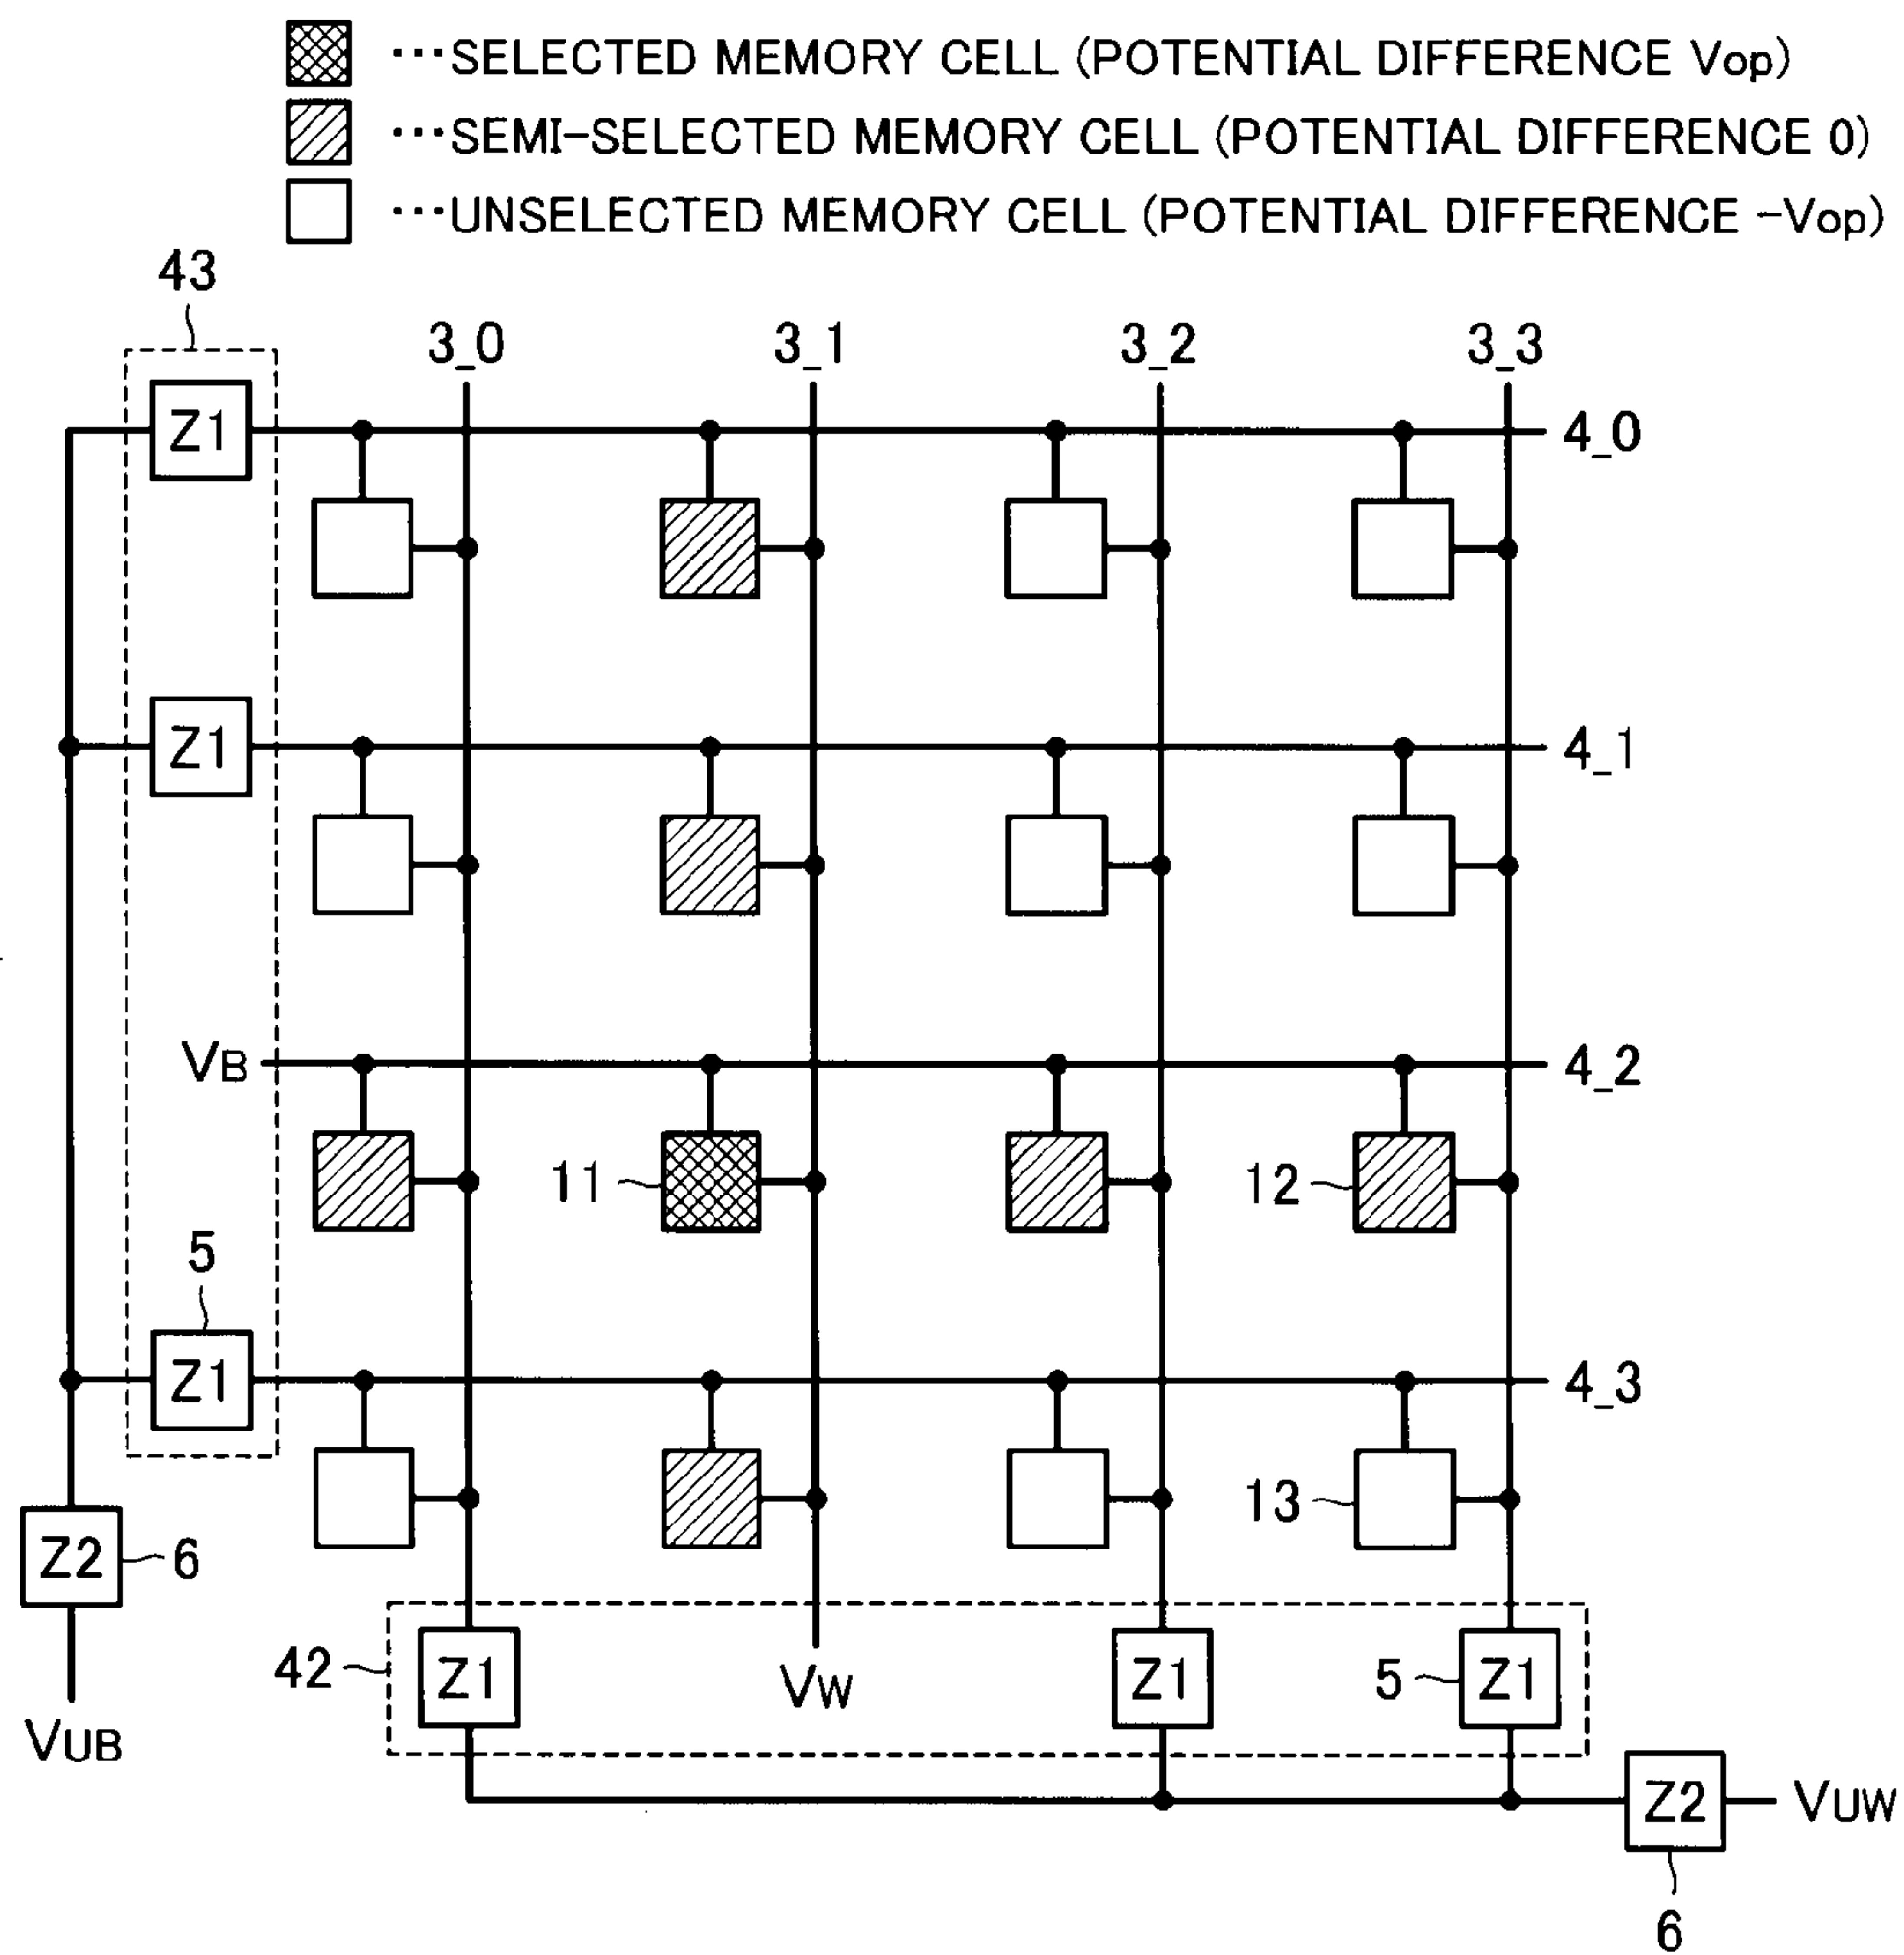 ···SELECTED MEMORY CELL (POTENTIAL DIFFERENCE Vop)
···SEMI-SELECTED MEMORY CELL (POTENTIAL DIFFERENCE 0)
···UNSELECTED MEMORY CELL (POTENTIAL DIFFERENCE -Vop)
43
3_0 3_1 3_2 3_3
Z1 4_0
Z1 4_1
VB 4_2
11 12
5
Z1 4_3
13
Z2 6
42 Z1 VW Z1 5 Z1
VUB
Z2 VUW
6